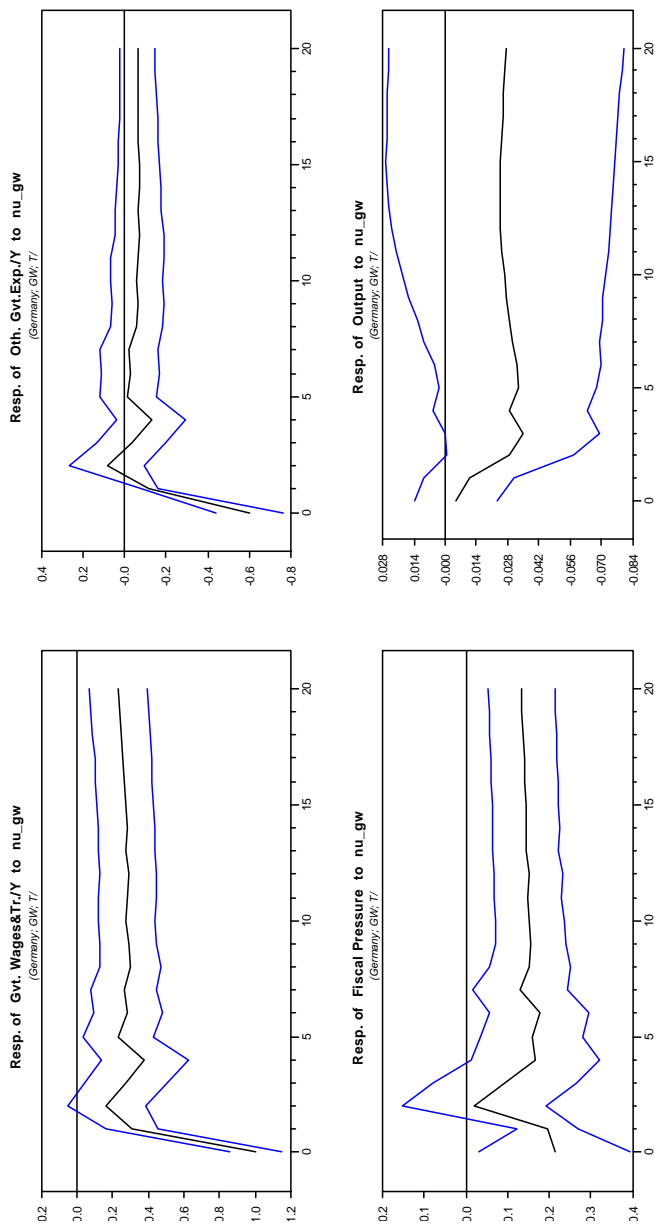 Resp. of Oth. Gvt.Exp./Y to nu_gw
(Germany; GW; T/
0.4
0.2
-0.0
-0.2
-0.4
-0.6
-0.8
0 5 10 15 20
Resp. of Output to nu_gw
(Germany; GW; T/
0.028
0.014
-0.000
-0.014
-0.028
-0.042
-0.056
-0.070
-0.084
0 5 10 15 20
Resp. of Gvt. Wages&Tr./Y to nu_gw
(Germany; GW; T/
0.2
0.0
0.2
0.4
0.6
0.8
1.0
1.2
0 5 10 15 20
Resp. of Fiscal Pressure to nu_gw
(Germany; GW; T/
0.2
0.1
0.0
0.1
0.2
0.3
0.4
0 5 10 15 20